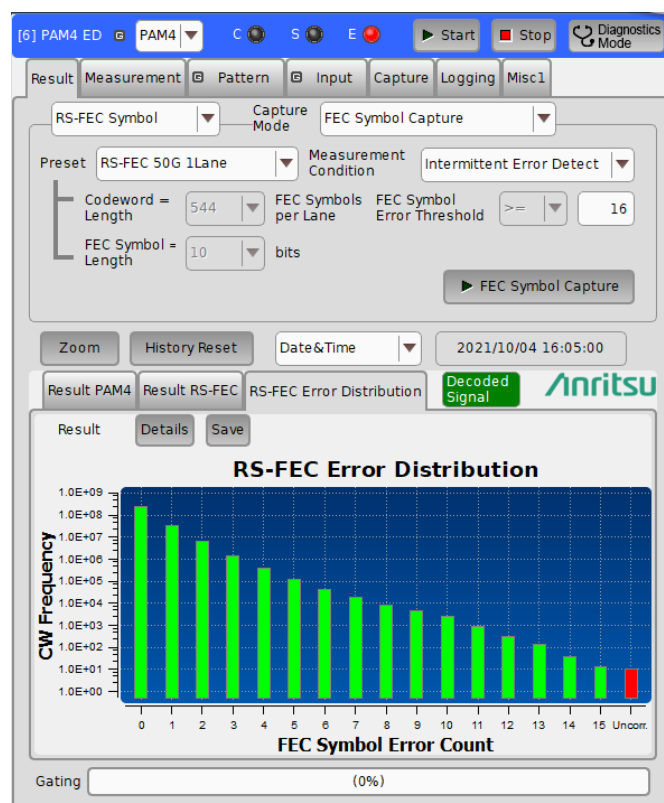 [6] PAM4 ED G PAM4 C S E Start Stop Diagnostics Mode
Result Measurement G Pattern G Input Capture Logging Misc1
RS-FEC Symbol Capture Mode FEC Symbol Capture
Preset RS-FEC 50G 1Lane Measurement Condition Intermittent Error Detect
Codeword = Length 544 FEC Symbols per Lane FEC Symbol Error Threshold >= 16
FEC Symbol = Length 10 bits
FEC Symbol Capture
Zoom History Reset Date&Time 2021/10/04 16:05:00
Result PAM4 Result RS-FEC RS-FEC Error Distribution Decoded Signal Anritsu
Result Details Save
RS-FEC Error Distribution
CW Frequency
1.0E+09
1.0E+08
1.0E+07
1.0E+06
1.0E+05
1.0E+04
1.0E+03
1.0E+02
1.0E+01
1.0E+00
0 1 2 3 4 5 6 7 8 9 10 11 12 13 14 15 Uncorr.
FEC Symbol Error Count
Gating (0%)